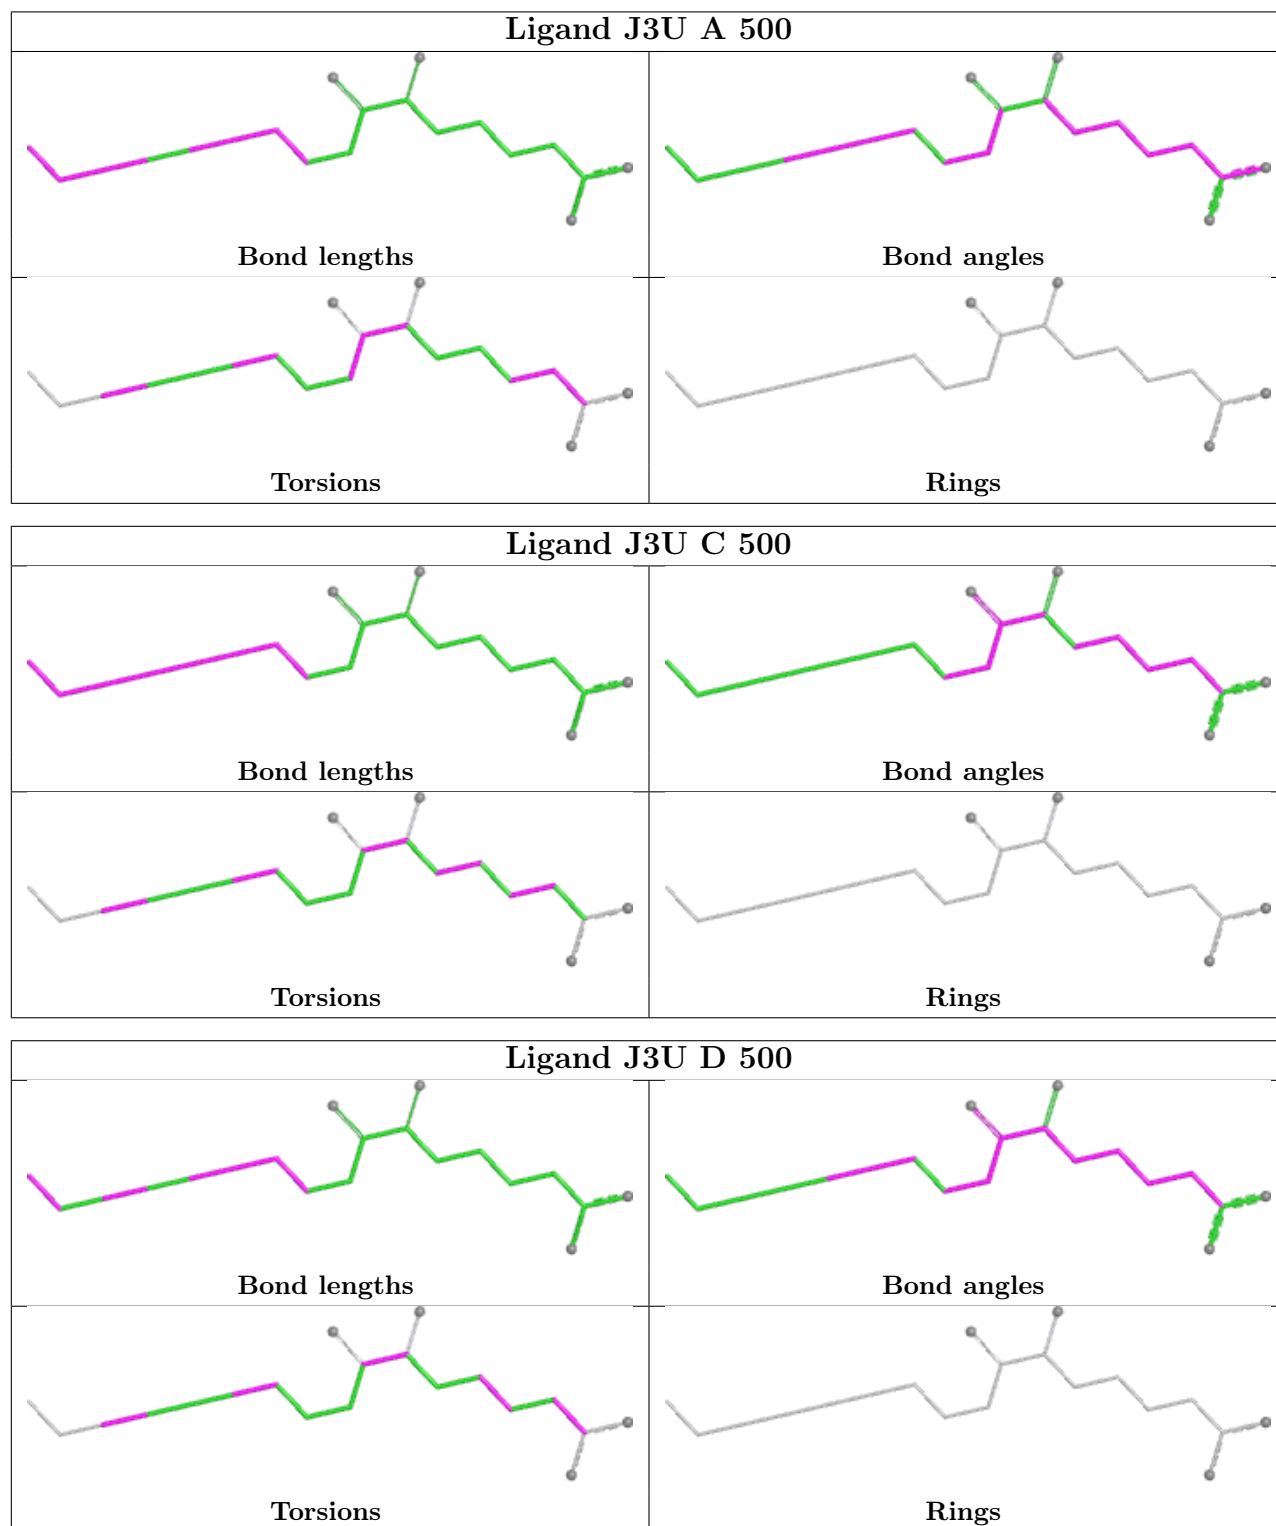 Ligand J3U A 500
Bond lengths
Bond angles
Torsions
Rings
Ligand J3U C 500
Bond lengths
Bond angles
Torsions
Rings
Ligand J3U D 500
Bond lengths
Bond angles
Torsions
Rings